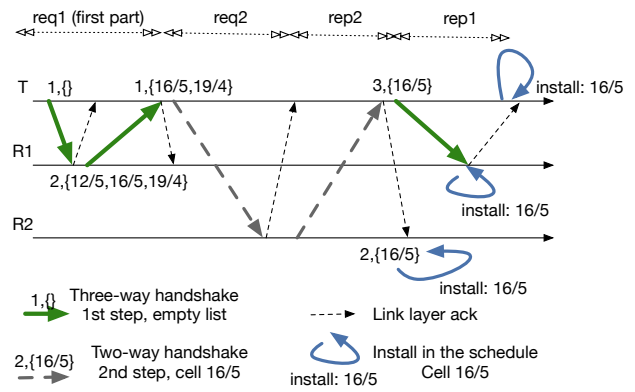 req1 (first part) req2 rep2 rep1
T 1,{} 1,{16/5,19/4} 3,{16/5} install: 16/5
R1
2,{12/5,16/5,19/4} install: 16/5
R2
2,{16/5}
install: 16/5
1,{} Three-way handshake
1st step, empty list
Link layer ack
2,{16/5} Two-way handshake
2nd step, cell 16/5
install: 16/5
Install in the schedule
Cell 16/5